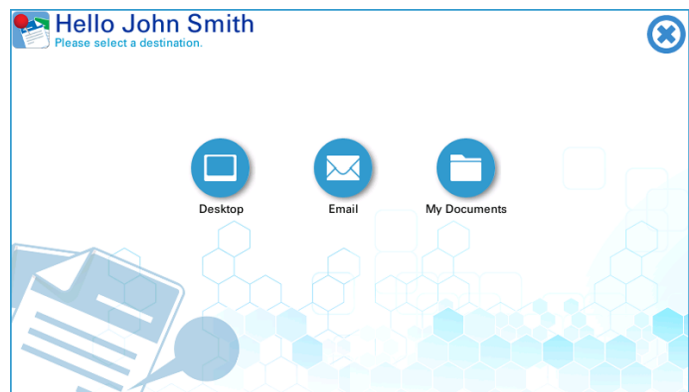 Hello John Smith
Please select a destination.
Desktop
Email
My Documents